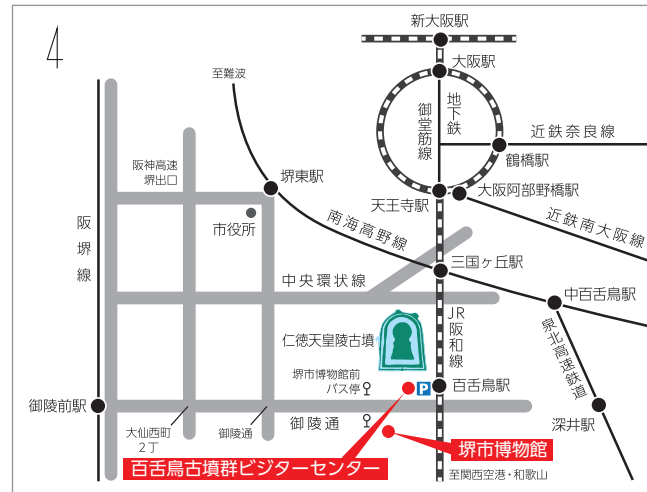 新大阪駅
大阪駅
至難波
地下鉄
御堂筋線
近鉄奈良線
鶴橋駅
阪神高速
堺出口
堺東駅
天王寺駅
大阪阿部野橋駅
市役所
南海高野線
近鉄南大阪線
阪堺線
三国ヶ丘駅
中央環状線
中百舌鳥駅
JR阪和線
仁徳天皇陵古墳
泉北高速鉄道
堺市博物館前
バス停
P
百舌鳥駅
御陵前駅
大仙西町
2丁
御陵通
御陵通
深井駅
堺市博物館
百舌鳥古墳群ビジターセンター
至関西空港・和歌山